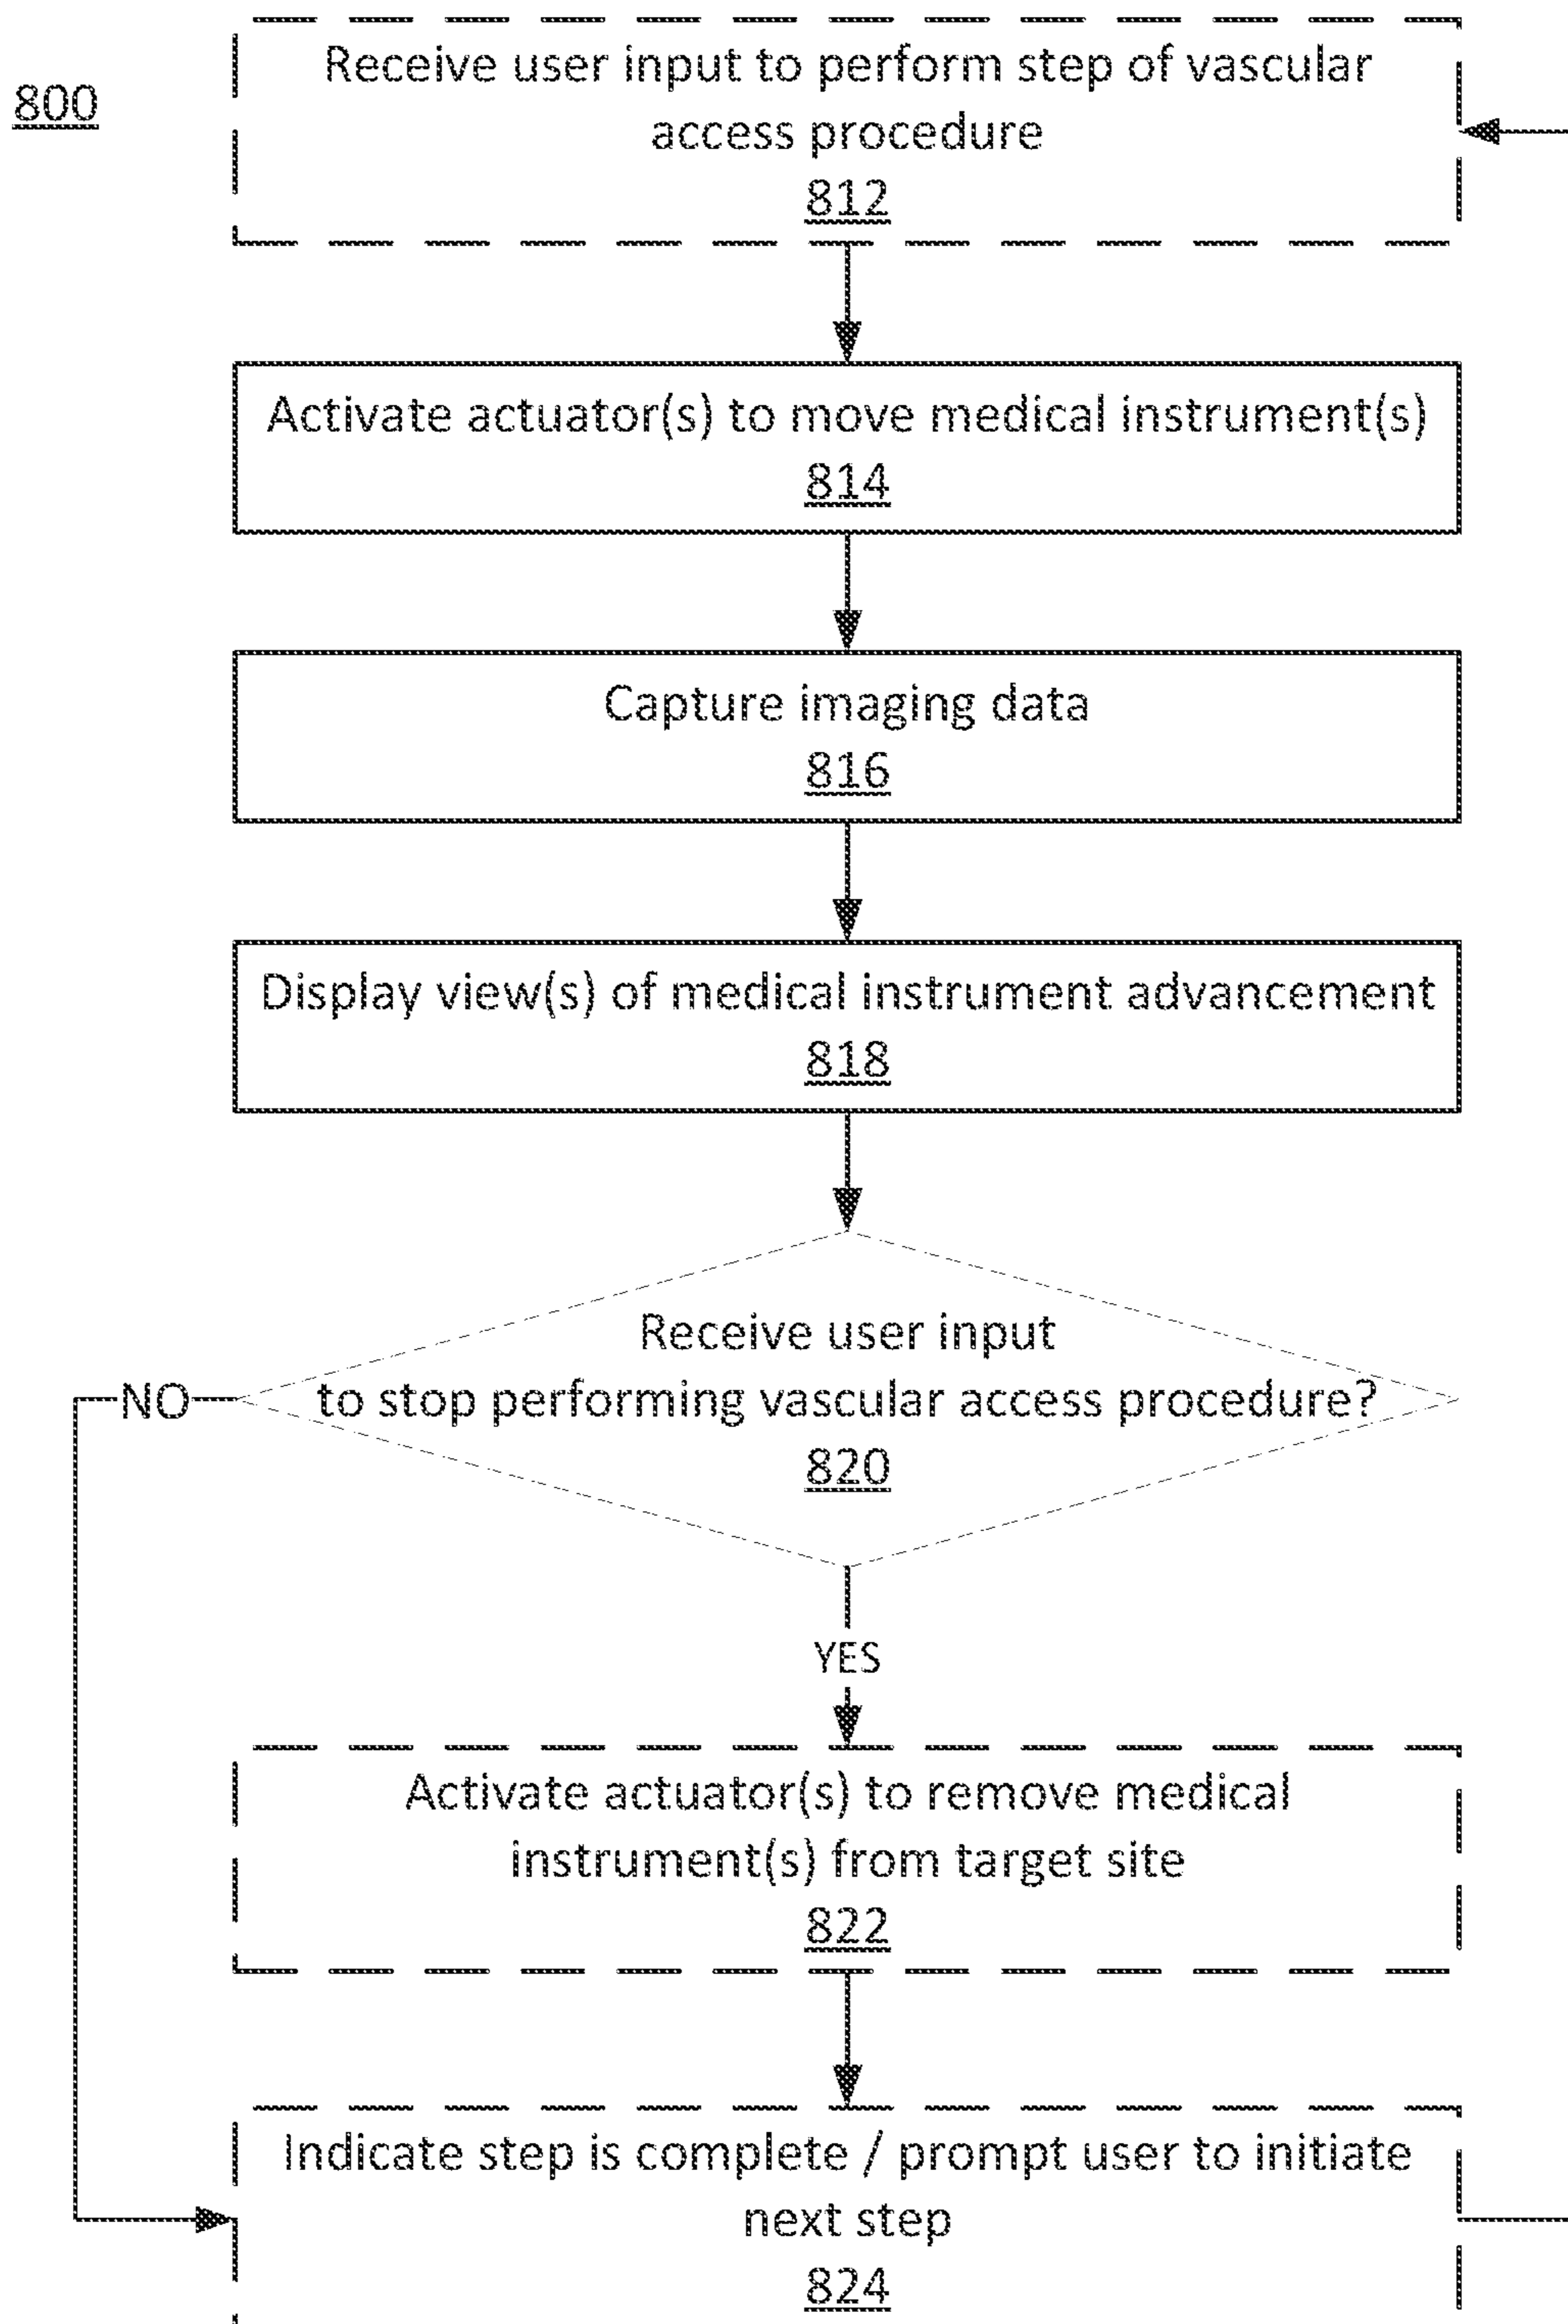 800
Receive user input to perform step of vascular
access procedure
812
Activate actuator(s) to move medical instrument(s)
814
Capture imaging data
816
Display view(s) of medical instrument advancement
818
Receive user input
to stop performing vascular access procedure?
820
NO
YES
Activate actuator(s) to remove medical
instrument(s) from target site
822
Indicate step is complete / prompt user to initiate
next step
824